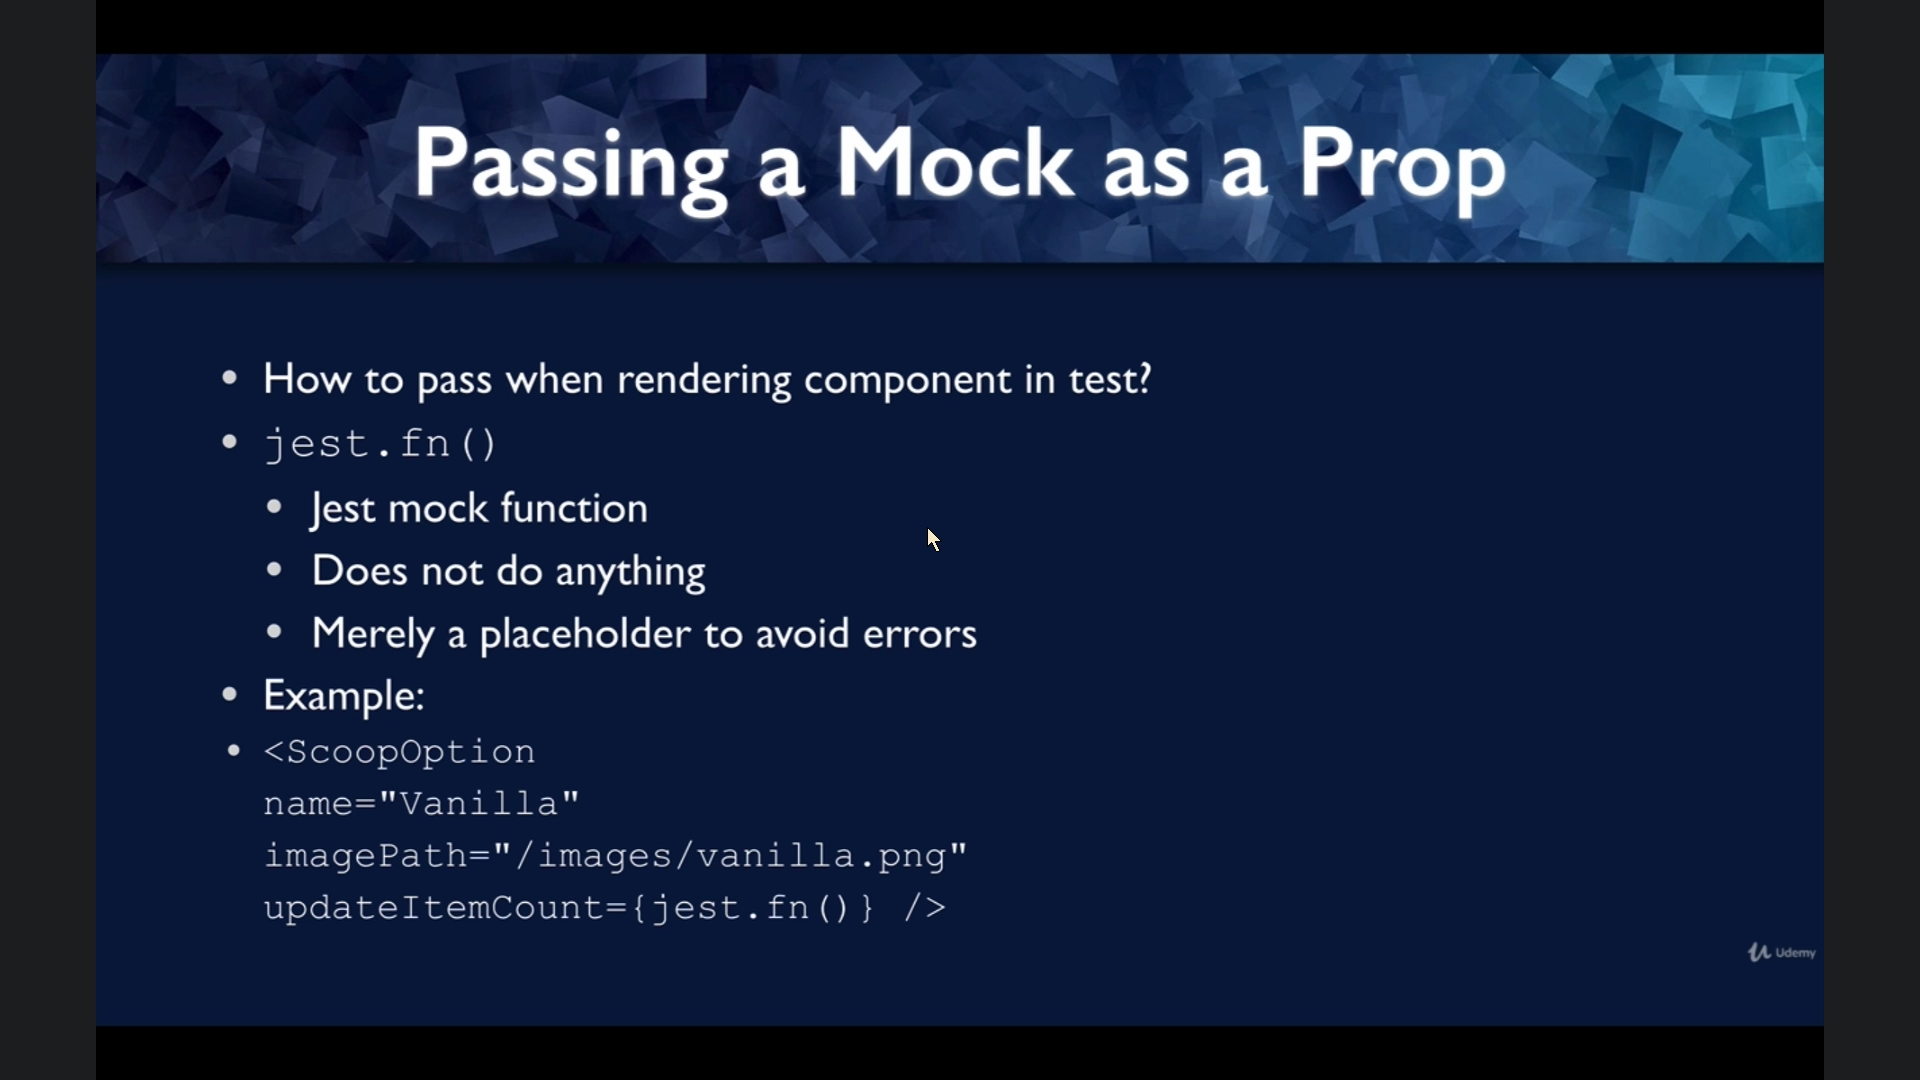 Passing a Mock as a Prop
• How to pass when rendering component in test?
• jest.fn()
• Jest mock function
• Does not do anything
• Merely a placeholder to avoid errors
• Example:
• <ScoopOption
name="Vanilla"
imagePath="/images/vanilla.png"
updateItemCount={jest.fn()} />
Udemy